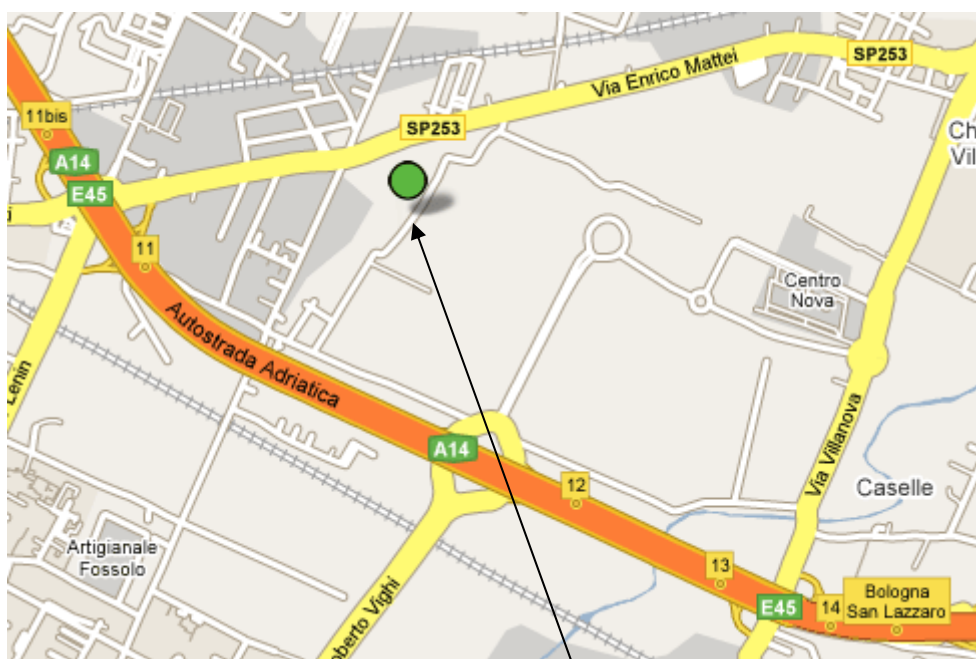 SP253
Via Enrico Mattei
11bis
SP253
A14
E45
11
Centro
Nova
Autostrada Adriatica
Lenin
A14
12
Via Villanova
Caselle
Artigianale
Fossolo
13
E45
14
Bologna
San Lazzaro
Vighi
Ch
Vil